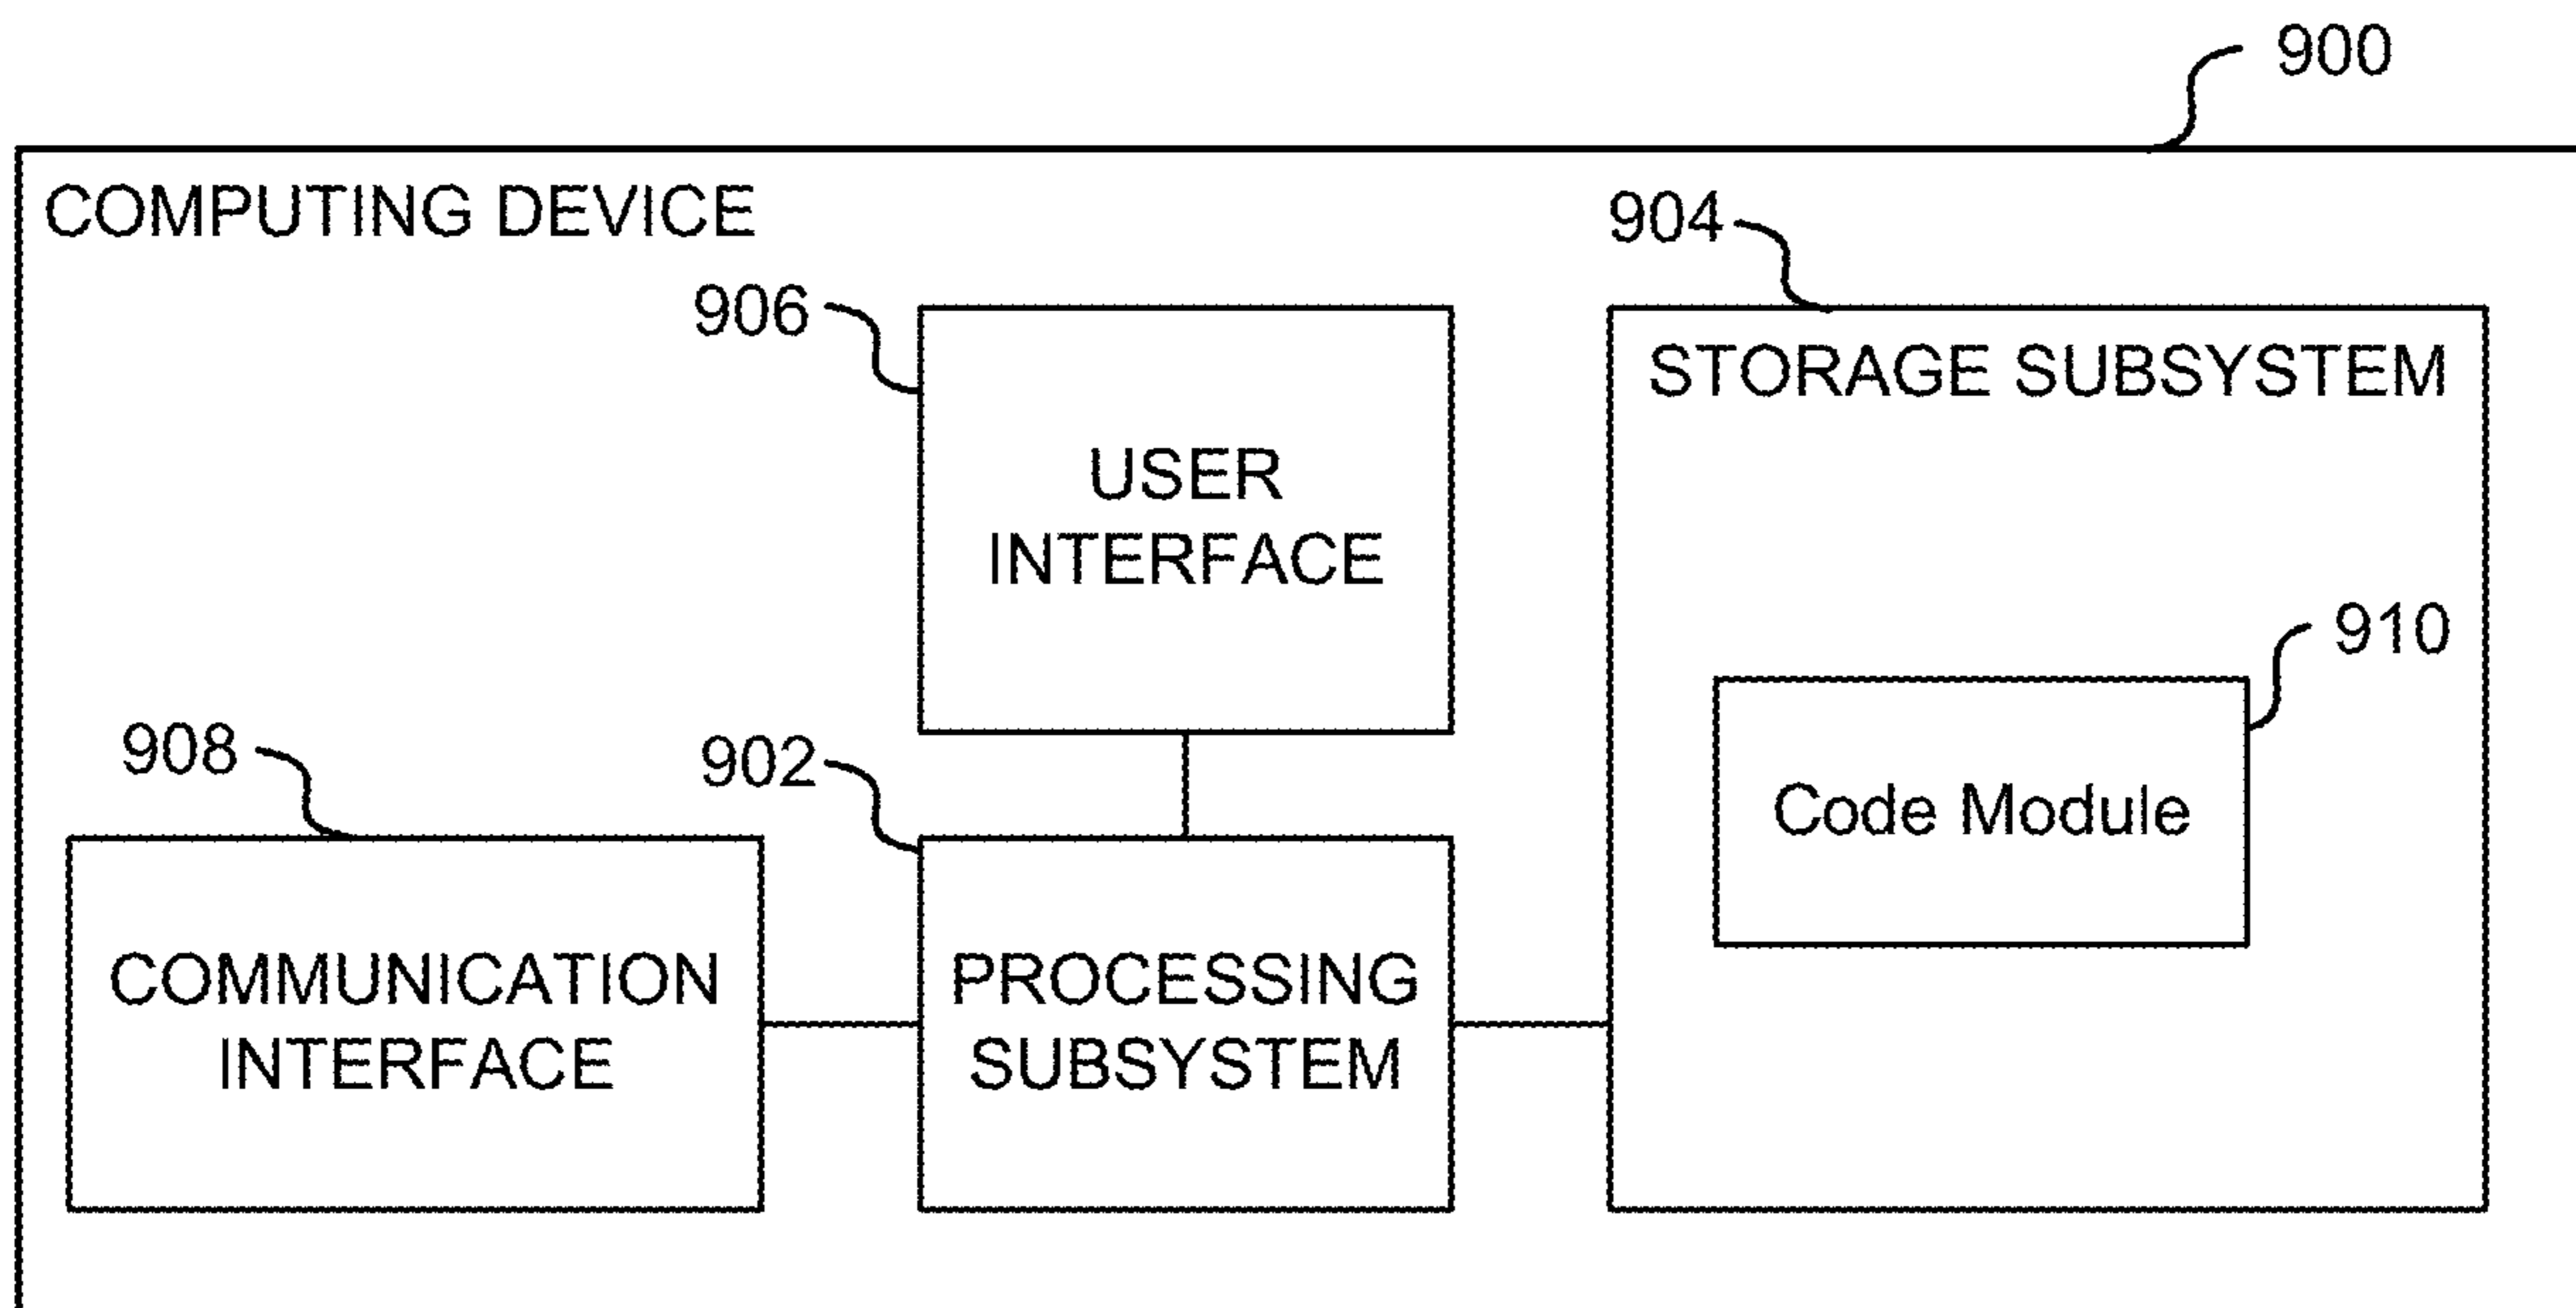 900
COMPUTING DEVICE
904
906
STORAGE SUBSYSTEM
USER
INTERFACE
910
908
902
Code Module
COMMUNICATION
INTERFACE
PROCESSING
SUBSYSTEM